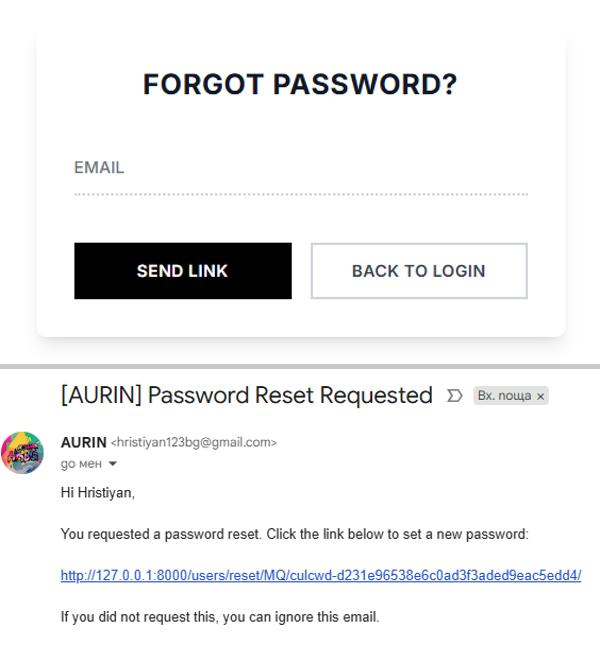 FORGOT PASSWORD?
EMAIL
SEND LINK
BACK TO LOGIN
[AURIN] Password Reset Requested
Вх. поща ×
AURIN <hristiyan123bg@gmail.com>
до мен
Hi Hristiyan,
You requested a password reset. Click the link below to set a new password:
http://127.0.0.1:8000/users/reset/MQ/culcwd-d231e96538e6c0ad3f3aded9eac5edd4/
If you did not request this, you can ignore this email.